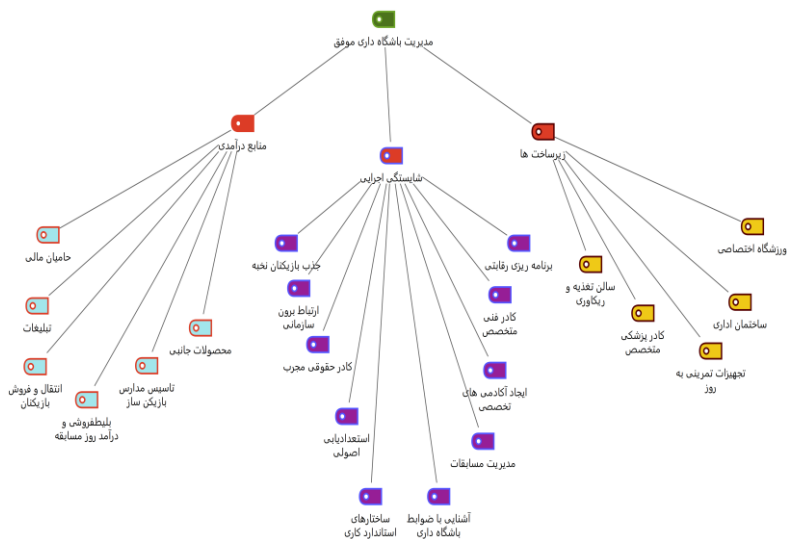 مدیریت باشگاه داری موفق
منابع درآمدی
شایستگی اجرایی
زیرساخت ها
حامیان مالی
تبلیغات
انتقال و فروش
بازیکنان
بلیطفروشی و
درآمد روز مسابقه
تاسیس مدارس
بازیکن ساز
محصولات جانبی
جذب بازیکنان نخبه
ارتباط برون
سازمانی
کادر حقوقی مجرب
استعدادیابی
اصولی
ساختارهای
استاندارد کاری
آشنایی با ضوابط
باشگاه داری
مدیریت مسابقات
ایجاد آکادمی های
تخصصی
کادر فنی
متخصص
برنامه ریزی رقابتی
سالن تغذیه و
ریکاوری
کادر پزشکی
متخصص
تجهیزات تمرینی به
روز
ساختمان اداری
ورزشگاه اختصاصی